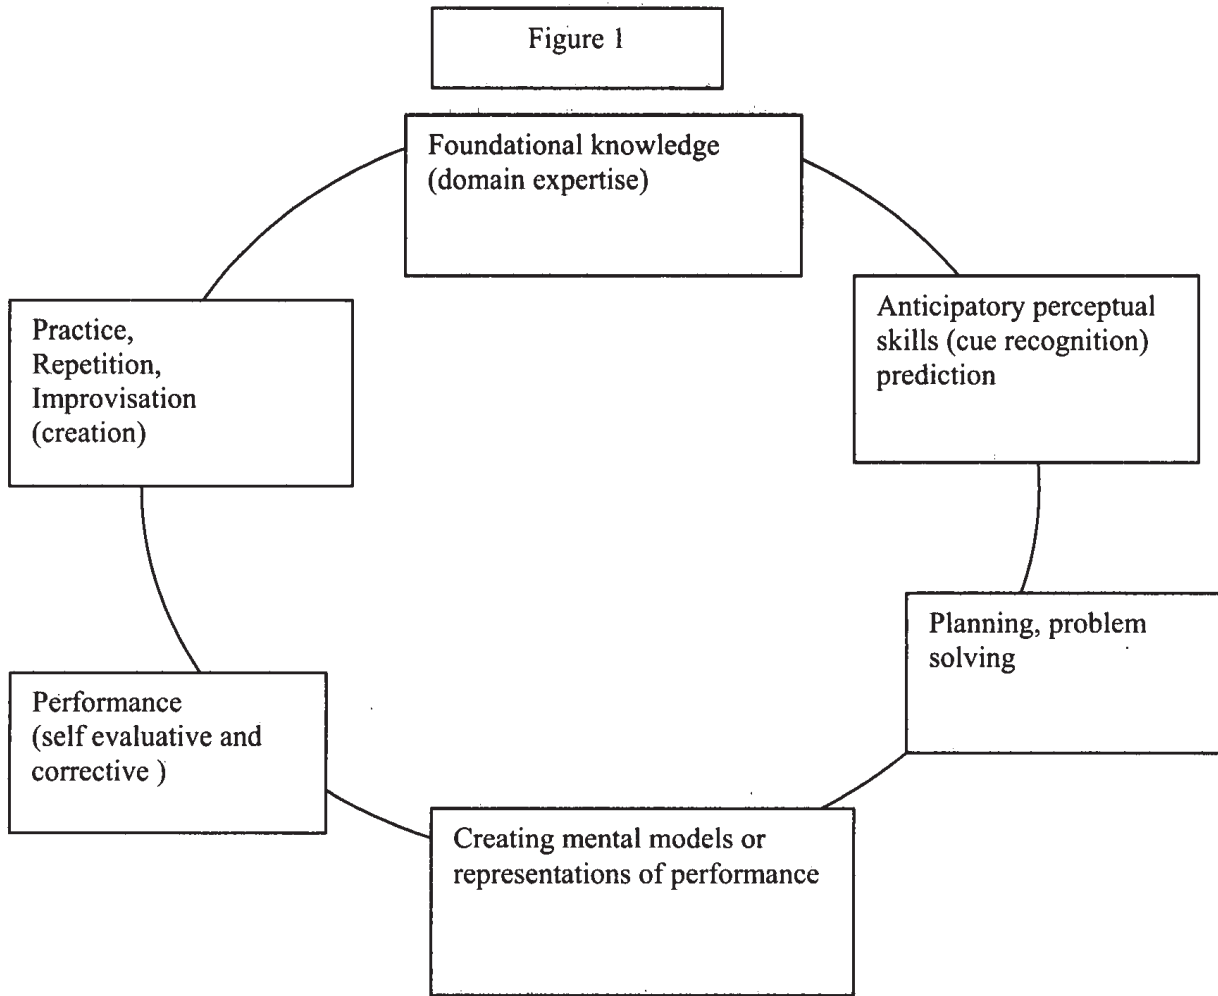 Figure 1
Foundational knowledge
(domain expertise)
Anticipatory perceptual
skills (cue recognition)
prediction
Planning, problem
solving
Creating mental models or
representations of performance
Performance
(self evaluative and
corrective )
Practice,
Repetition,
Improvisation
(creation)